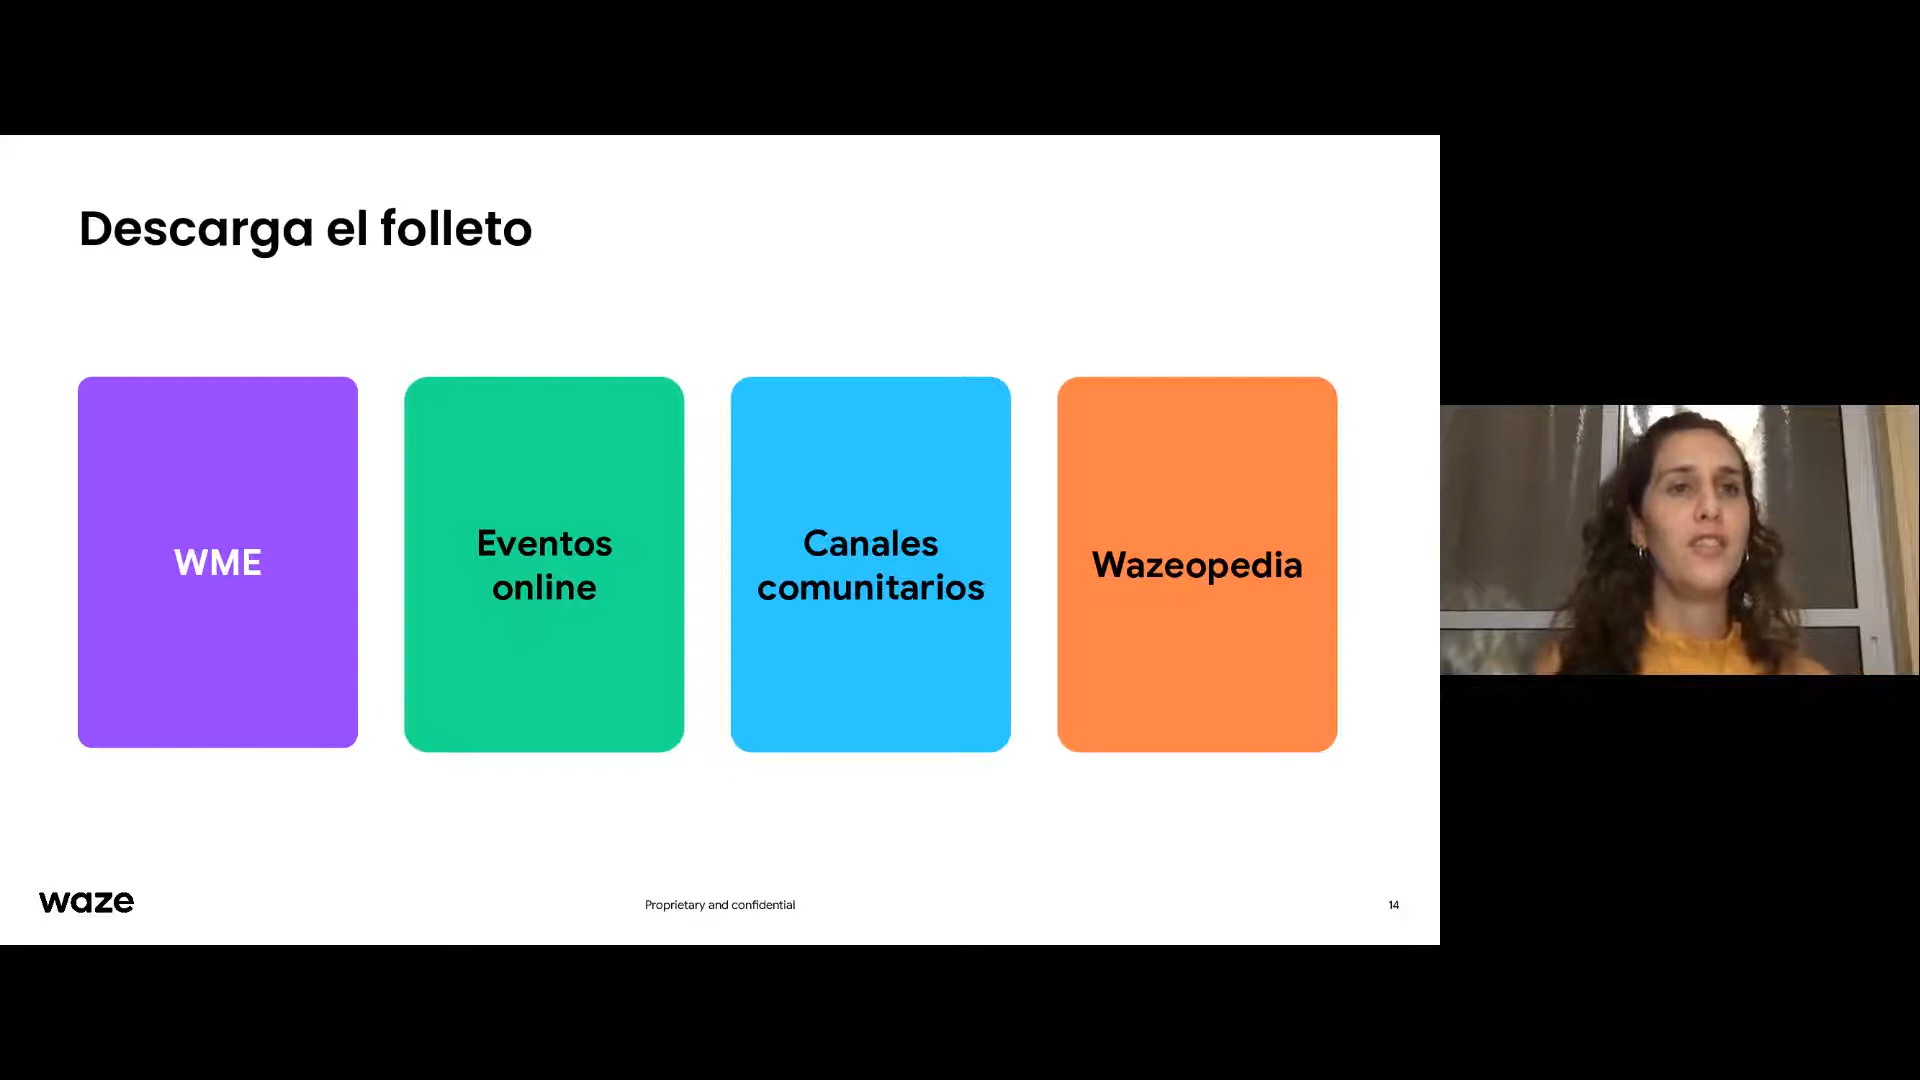 Descarga el folleto
WME
Eventos
online
Canales
comunitarios
Wazeopedia
waze
Proprietary and confidential
14